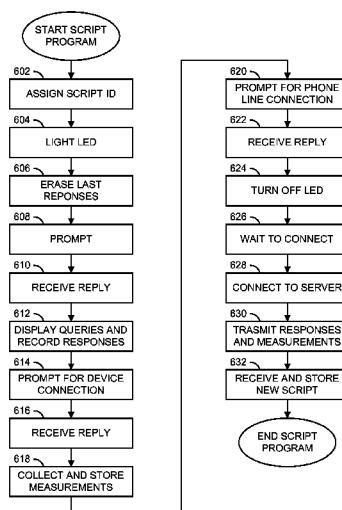 START SCRIPT
PROGRAM
602
ASSIGN SCRIPT ID
604
LIGHT LED
606
ERASE LAST
REPONSES
608
PROMPT
610
RECEIVE REPLY
612
DISPLAY QUERIES AND
RECORD RESPONSES
614
PROMPT FOR DEVICE
CONNECTION
616
RECEIVE REPLY
618
COLLECT AND STORE
MEASUREMENTS
620
PROMPT FOR PHONE
LINE CONNECTION
622
RECEIVE REPLY
624
TURN OFF LED
626
WAIT TO CONNECT
628
CONNECT TO SERVER
630
TRASMIT RESPONSES
AND MEASUREMENTS
632
RECEIVE AND STORE
NEW SCRIPT
END SCRIPT
PROGRAM